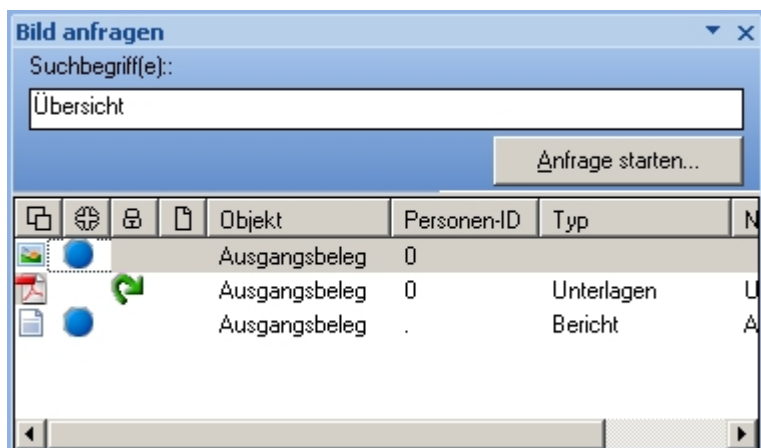 Bild anfragen
Suchbegriff(e)::
Übersicht
Anfrage starten...
Objekt Personen-ID Typ N
Ausgangsbeleg 0
Ausgangsbeleg 0 Unterlagen U
Ausgangsbeleg . Bericht A